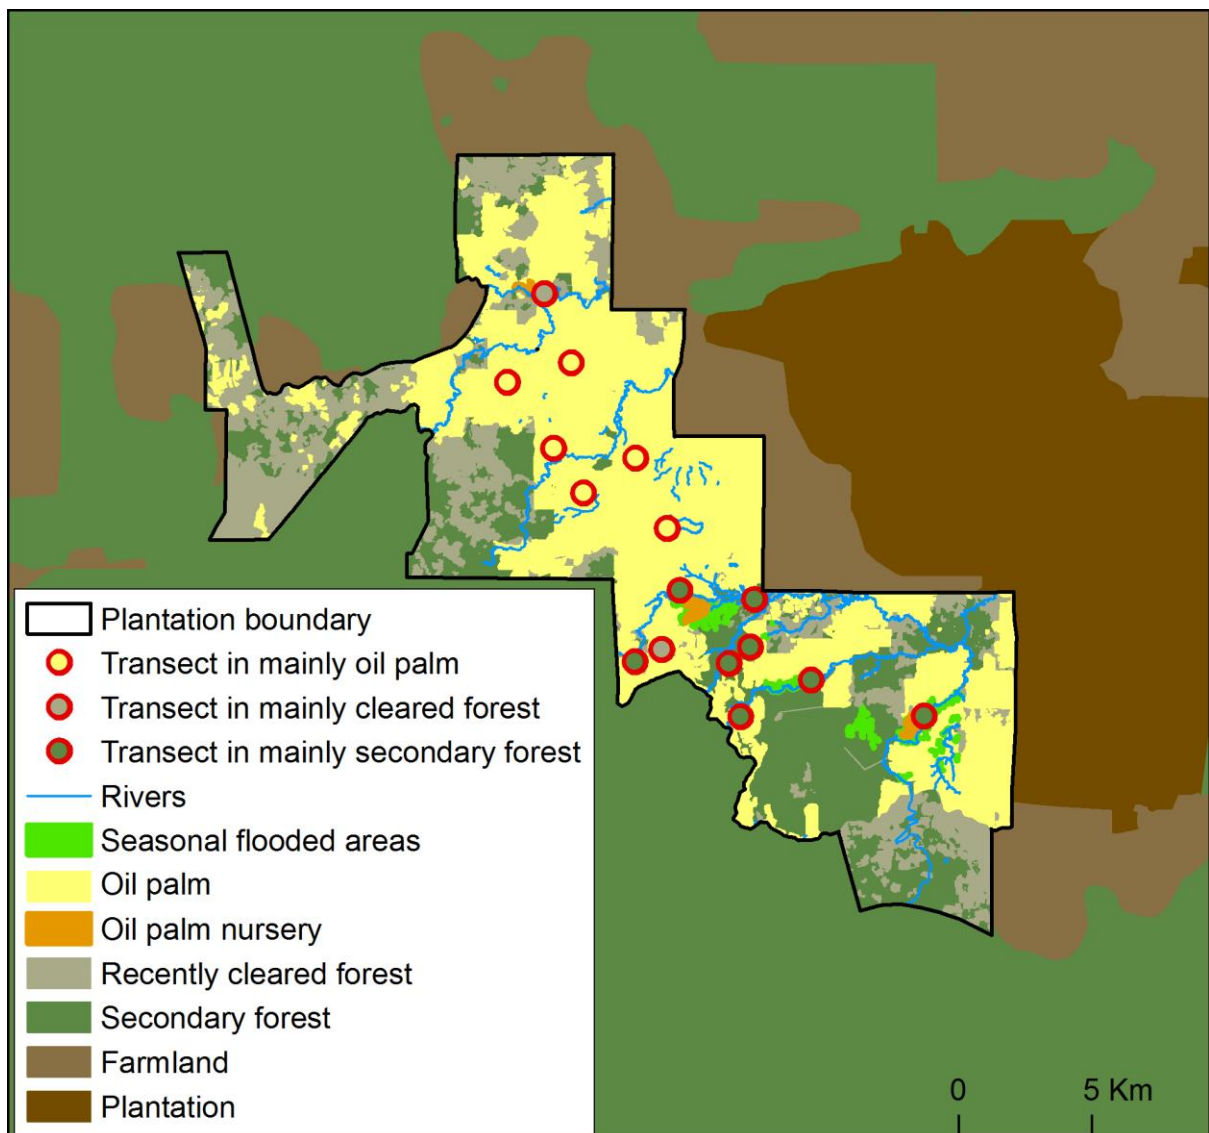 Plantation boundary
Transect in mainly oil palm
Transect in mainly cleared forest
Transect in mainly secondary forest
Rivers
Seasonal flooded areas
Oil palm
Oil palm nursery
Recently cleared forest
Secondary forest
Farmland
Plantation
0 5 Km